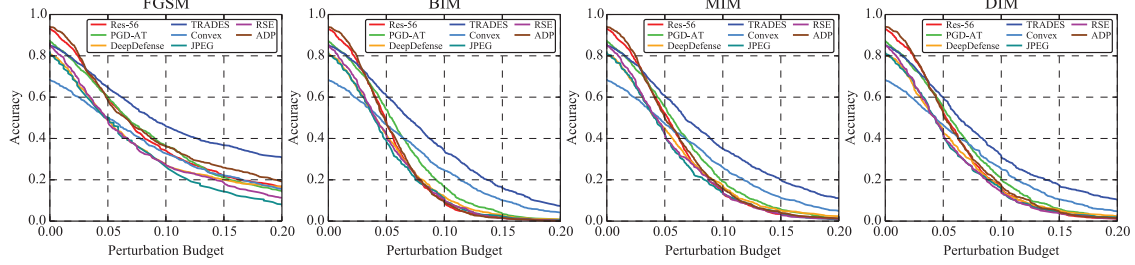 FGSM
Accuracy
1.0
0.8
0.6
0.4
0.2
0.0
Res-56 TRADES RSE
PGD-AT Convex ADP
DeepDefense JPEG
0.00 0.05 0.10 0.15 0.20
Perturbation Budget
BIM
Accuracy
1.0
0.8
0.6
0.4
0.2
0.0
Res-56 TRADES RSE
PGD-AT Convex ADP
DeepDefense JPEG
0.00 0.05 0.10 0.15 0.20
Perturbation Budget
MIM
Accuracy
1.0
0.8
0.6
0.4
0.2
0.0
Res-56 TRADES RSE
PGD-AT Convex ADP
DeepDefense JPEG
0.00 0.05 0.10 0.15 0.20
Perturbation Budget
DIM
Accuracy
1.0
0.8
0.6
0.4
0.2
0.0
Res-56 TRADES RSE
PGD-AT Convex ADP
DeepDefense JPEG
0.00 0.05 0.10 0.15 0.20
Perturbation Budget